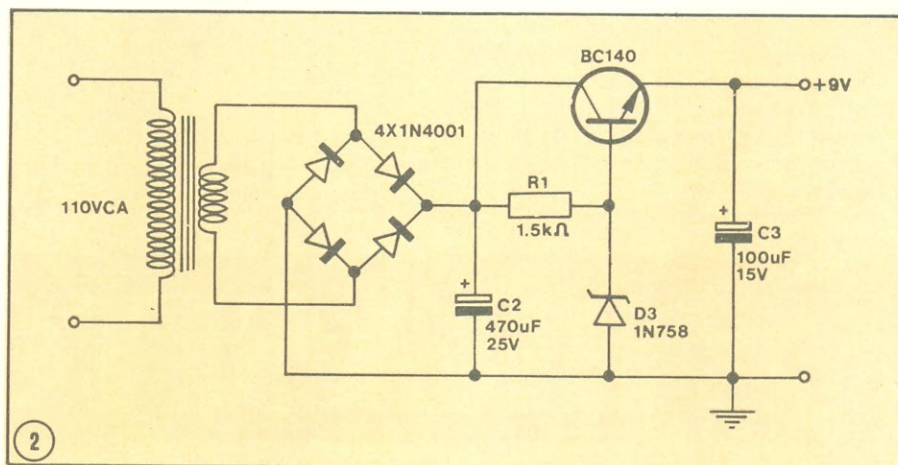 BC140
+9V
4X1N4001
110VCA
R1
1.5kΩ
+
C2
470uF
25V
D3
1N758
+
C3
100uF
15V
2